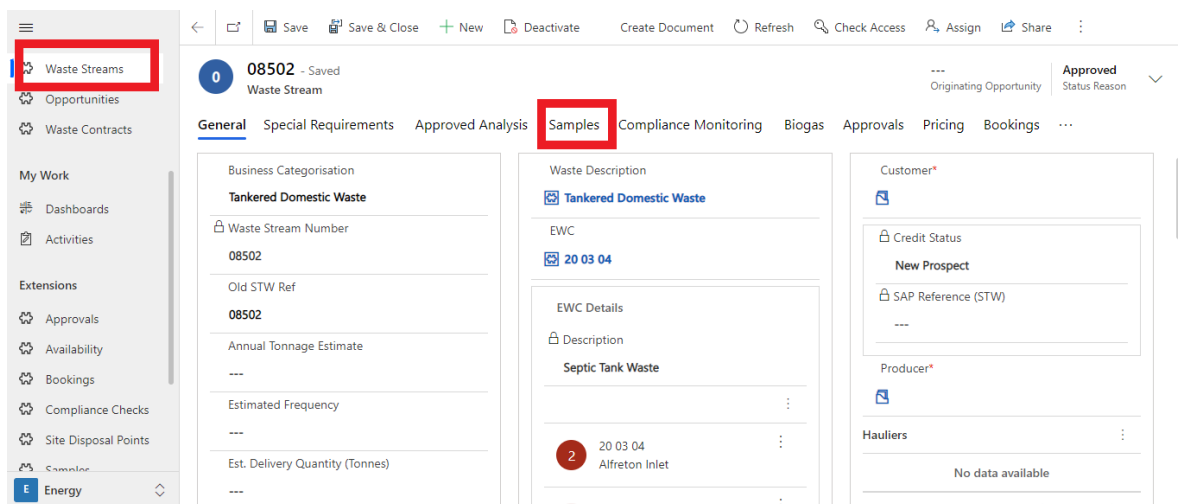 Save
Save & Close
New
Deactivate
Create Document
Refresh
Check Access
Assign
Share
Waste Streams
Opportunities
Waste Contracts
My Work
Dashboards
Activities
Extensions
Approvals
Availability
Bookings
Compliance Checks
Site Disposal Points
Samples
E Energy
0
08502 - Saved
Waste Stream
---
Originating Opportunity
Approved
Status Reason
General Special Requirements Approved Analysis Samples Compliance Monitoring Biogas Approvals Pricing Bookings ...
Business Categorisation
Tankered Domestic Waste
Waste Stream Number
08502
Old STW Ref
08502
Annual Tonnage Estimate
---
Estimated Frequency
---
Est. Delivery Quantity (Tonnes)
---
Waste Description
Tankered Domestic Waste
EWC
20 03 04
EWC Details
Description
Septic Tank Waste
2
20 03 04
Alfreton Inlet
Customer*
Credit Status
New Prospect
SAP Reference (STW)
---
Producer*
Hauliers
No data available